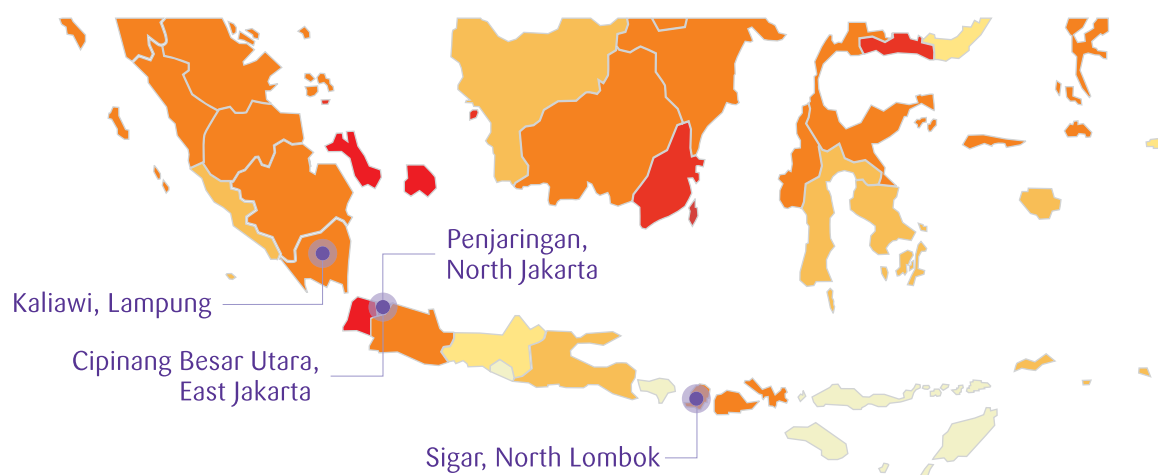 Penjaringan,
North Jakarta
Kaliawi, Lampung
Cipinang Besar Utara,
East Jakarta
Sigar, North Lombok